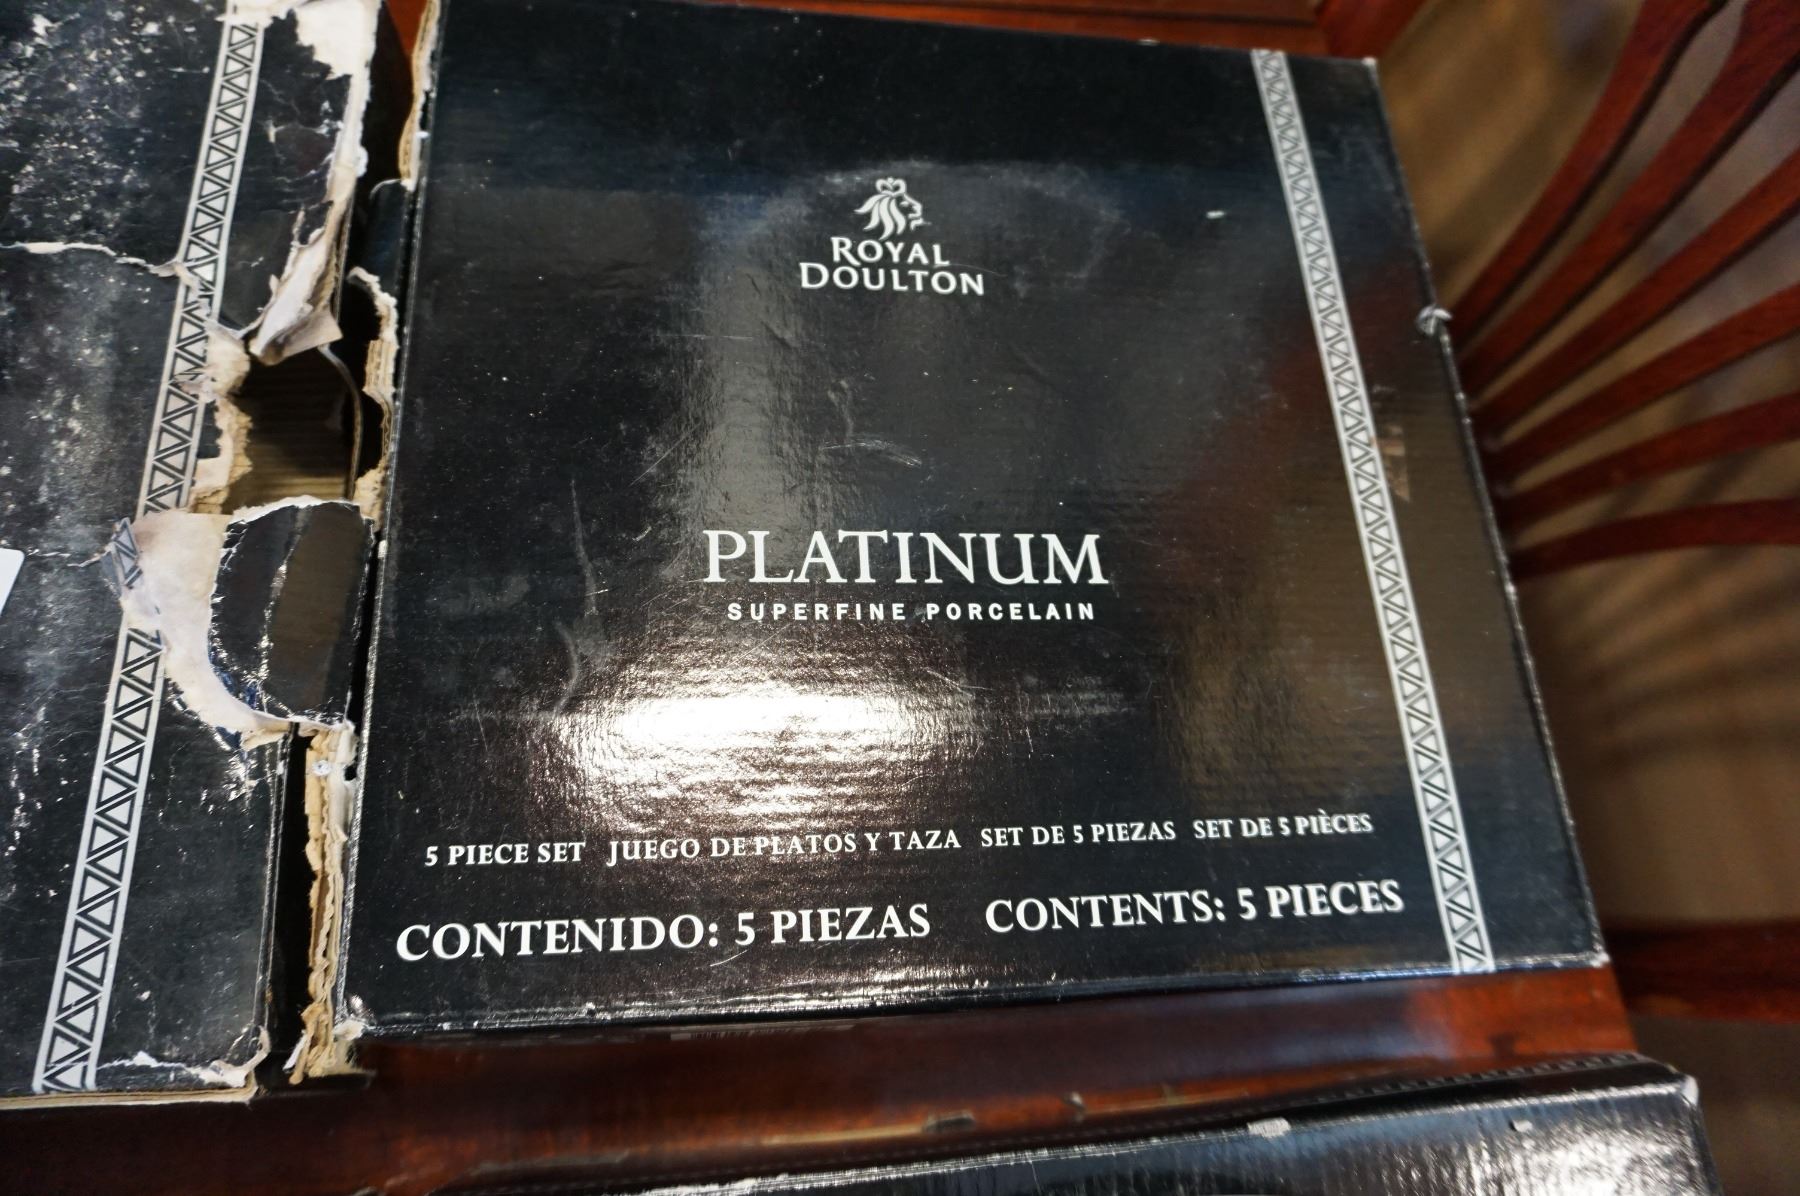 ROYAL
DOULTON
PLATINUM
SUPERFINE PORCELAIN
5 PIECE SET JUEGO DE PLATOS Y TAZA SET DE 5 PIEZAS SET DE 5 PIÈCES
CONTENIDO: 5 PIEZAS CONTENTS: 5 PIECES